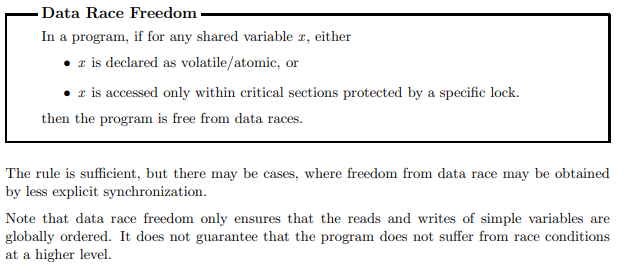 Data Race Freedom
In a program, if for any shared variable x, either
• x is declared as volatile/atomic, or
• x is accessed only within critical sections protected by a specific lock.
then the program is free from data races.
The rule is sufficient, but there may be cases, where freedom from data race may be obtained
by less explicit synchronization.
Note that data race freedom only ensures that the reads and writes of simple variables are
globally ordered. It does not guarantee that the program does not suffer from race conditions
at a higher level.